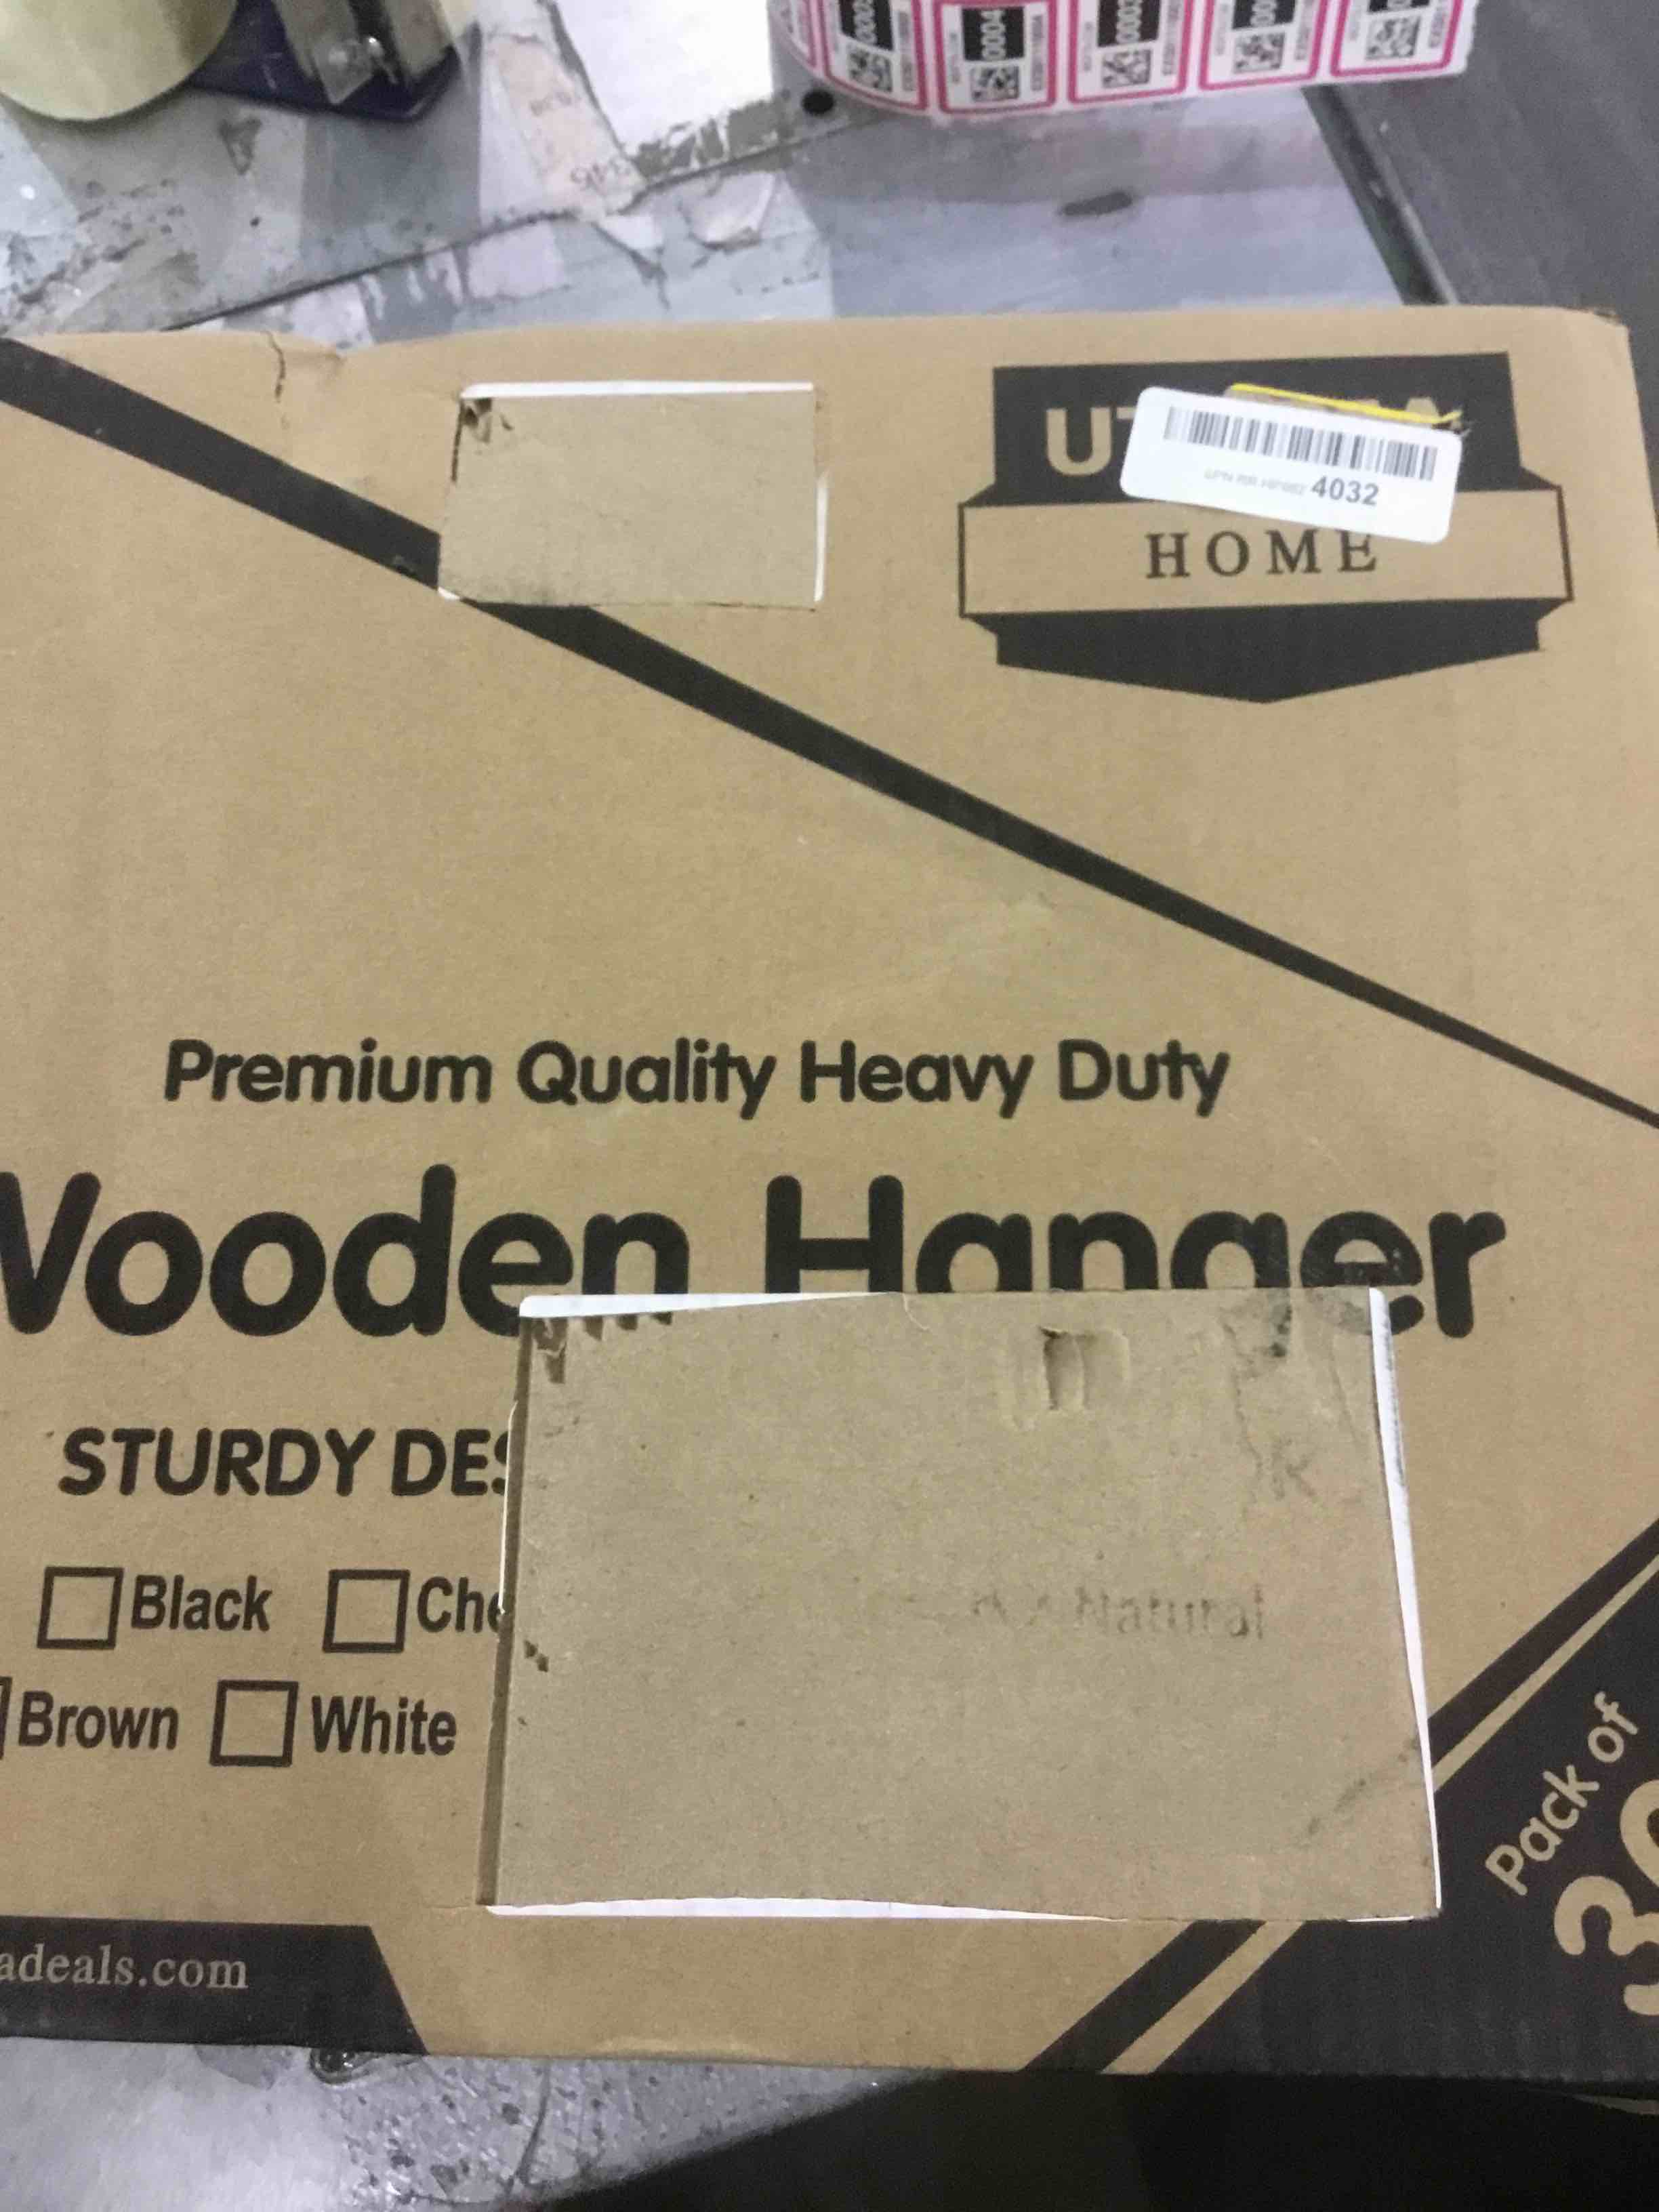 0004
4032
HOME
Premium Quality Heavy Duty
Wooden Hanger
STURDY DES
Black Che
Brown White
Natural
Pack of
adeals.com